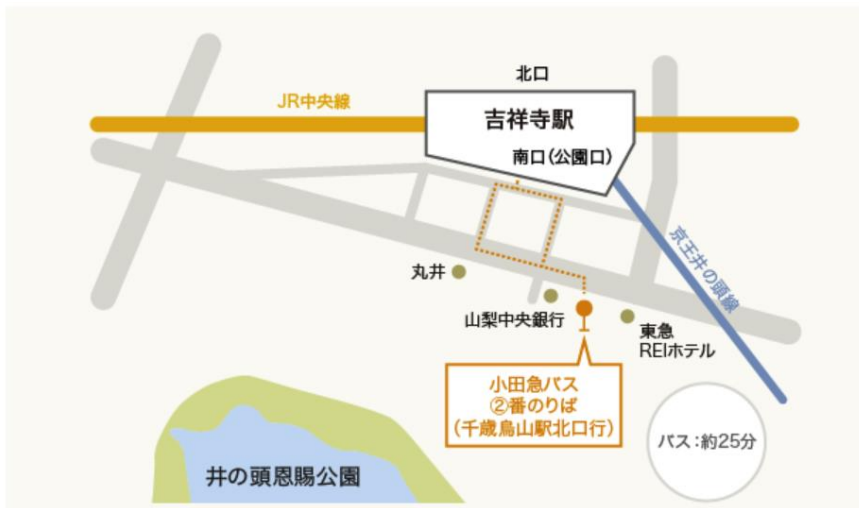 北口
JR中央線
吉祥寺駅
南口(公園口)
京王井の頭線
丸井
山梨中央銀行
東急
REIホテル
小田急バス
②番のりば
(千歳烏山駅北口行)
バス:約25分
井の頭恩賜公園